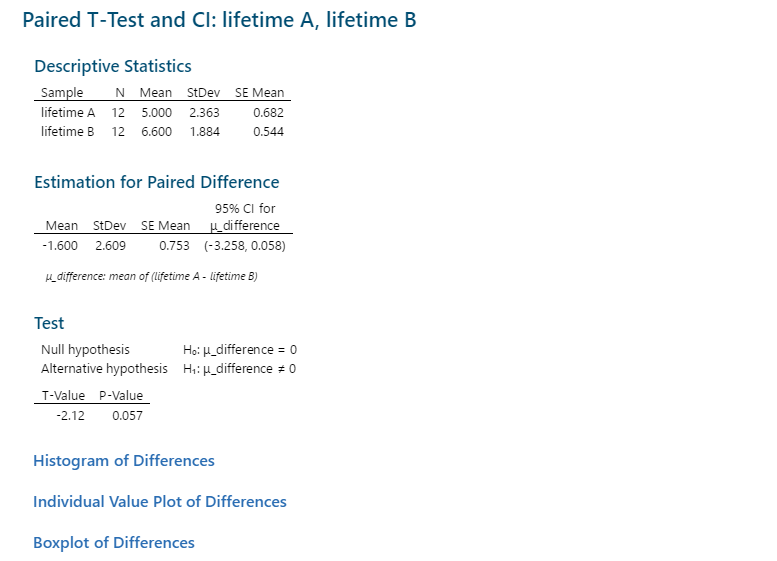 Paired T-Test and CI: lifetime A, lifetime B
Descriptive Statistics
Sample N Mean StDev SE Mean
lifetime A 12 5.000 2.363 0.682
lifetime B 12 6.600 1.884 0.544
Estimation for Paired Difference
95% CI for
Mean StDev SE Mean μ_difference
-1.600 2.609 0.753 (-3.258, 0.058)
μ_difference: mean of (lifetime A - lifetime B)
Test
Null hypothesis H₀: μ_difference = 0
Alternative hypothesis H₁: μ_difference ≠ 0
T-Value P-Value
-2.12 0.057
Histogram of Differences
Individual Value Plot of Differences
Boxplot of Differences